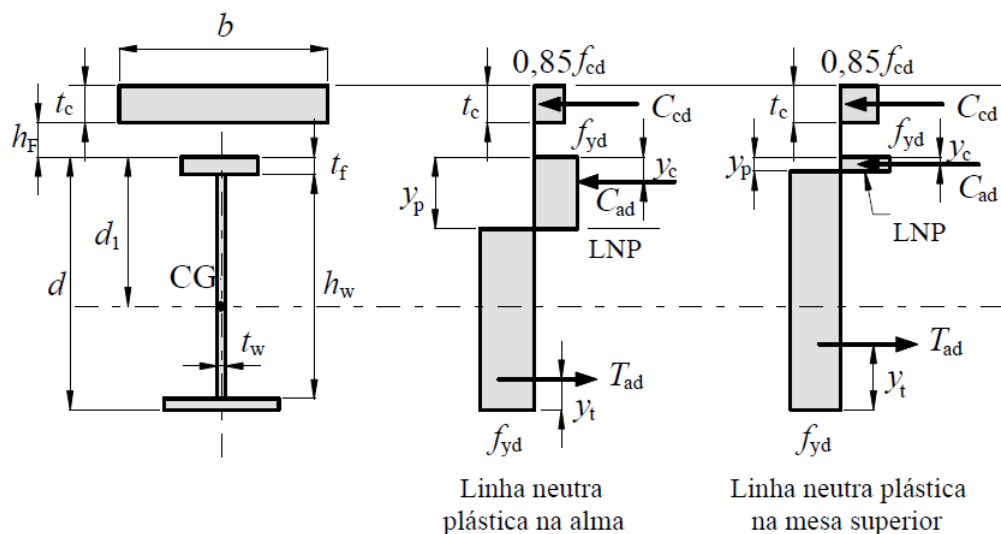 b
0,85f_cd
0,85f_cd
t_c
t_c
C_cd
t_c
C_cd
h_F
f_yd
f_yd
t_f
y_c
y_p
y_c
y_p
C_ad
C_ad
d_1
LNP
LNP
d
CG
h_w
t_w
T_ad
T_ad
y_t
y_t
f_yd
f_yd
Linha neutra
plástica na alma
Linha neutra plástica
na mesa superior